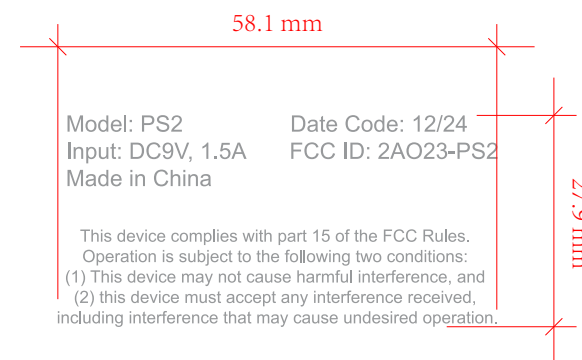 58.1 mm
Model: PS2 Date Code: 12/24
Input: DC9V, 1.5A FCC ID: 2AO23-PS2
Made in China
This device complies with part 15 of the FCC Rules.
Operation is subject to the following two conditions:
(1) This device may not cause harmful interference, and
(2) this device must accept any interference received,
including interference that may cause undesired operation.